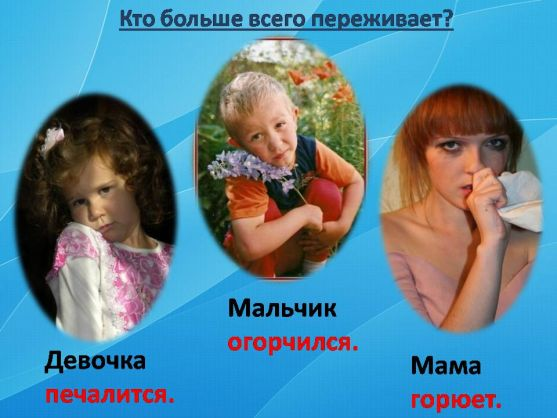 Кто больше всего переживает?
Девочка
печалится.
Мальчик
огорчился.
Мама
горюет.